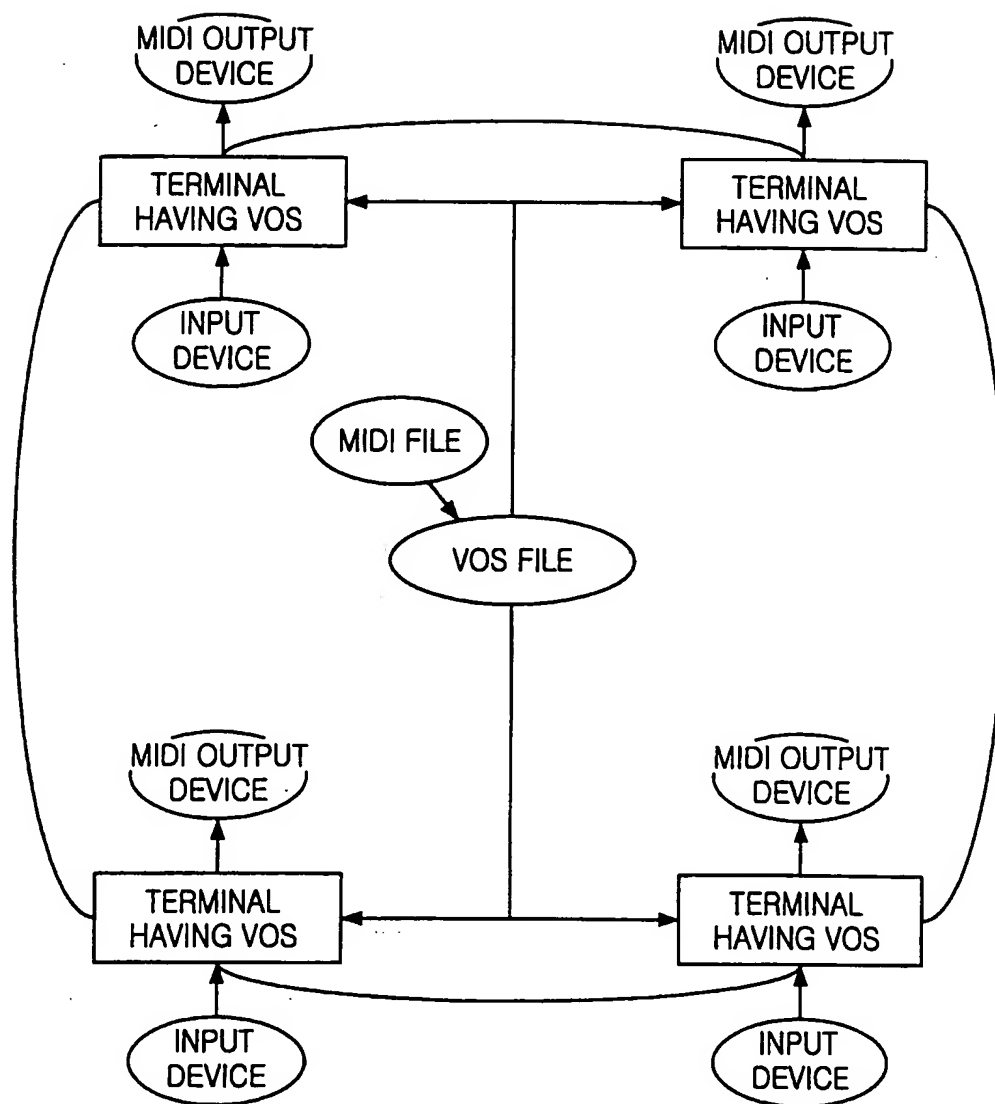 MIDI OUTPUT
DEVICE
MIDI OUTPUT
DEVICE
TERMINAL
HAVING VOS
TERMINAL
HAVING VOS
INPUT
DEVICE
INPUT
DEVICE
MIDI FILE
VOS FILE
MIDI OUTPUT
DEVICE
MIDI OUTPUT
DEVICE
TERMINAL
HAVING VOS
TERMINAL
HAVING VOS
INPUT
DEVICE
INPUT
DEVICE